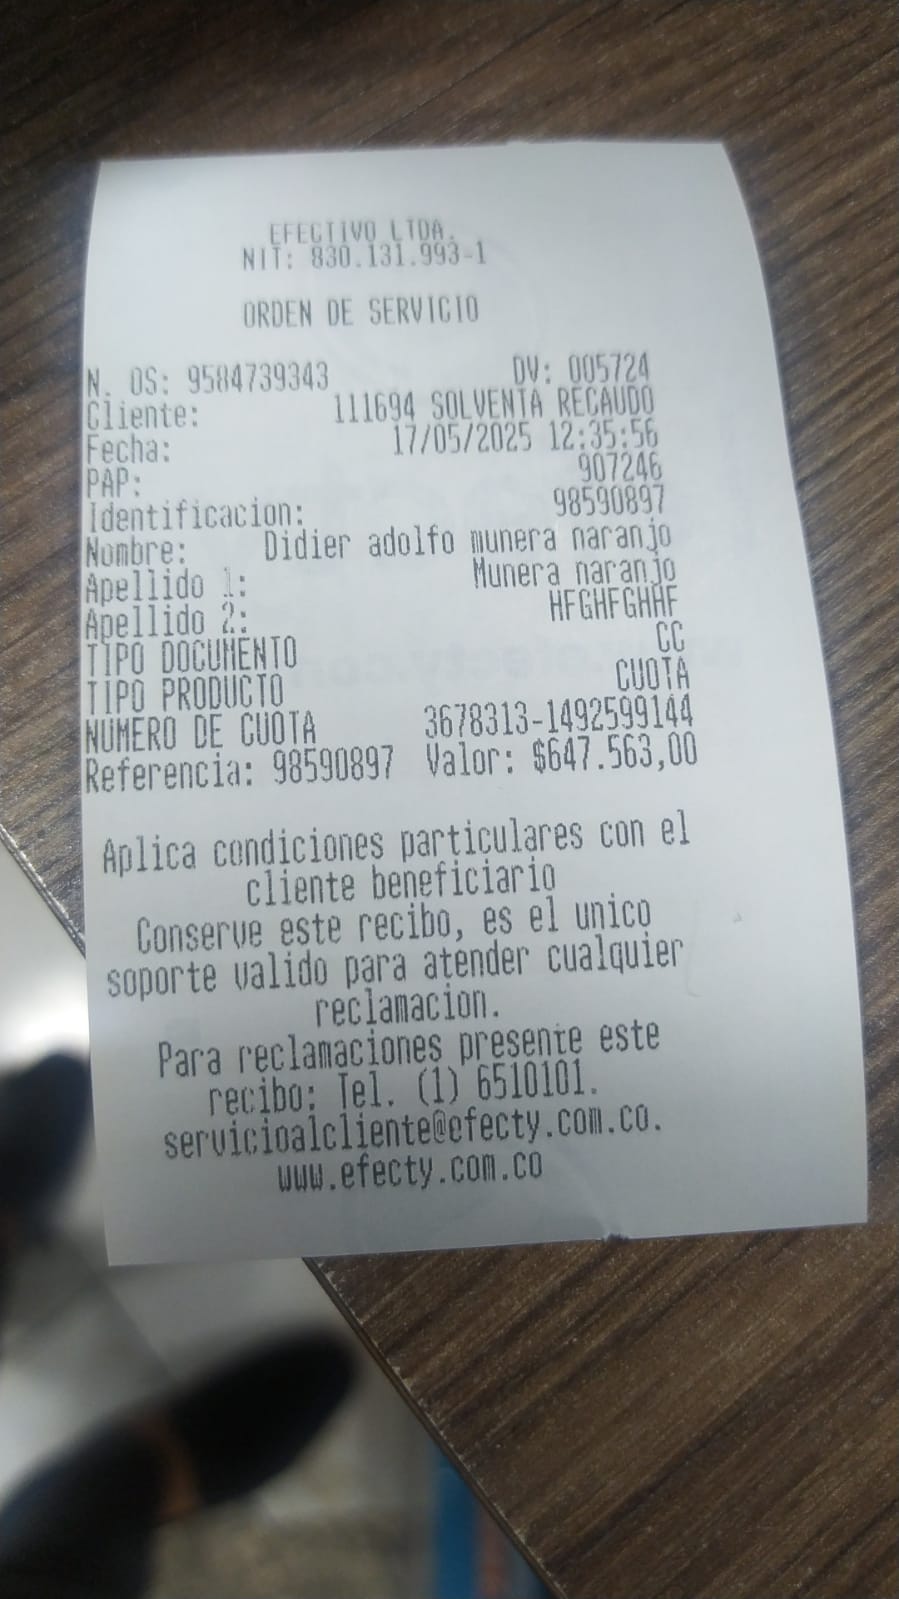 EFECTIVO LTDA.
NIT: 830.131.993-1
ORDEN DE SERVICIO
N. OS: 9584739343 DV: 005724
Cliente: 111694 SOLVENTA RECAUDO
Fecha: 17/05/2025 12:35:56
PAP: 907246
Identificacion: 98590897
Nombre: Didier adolfo munera naranjo
Apellido 1: Munera naranjo
Apellido 2: HFGHFGHHF
TIPO DOCUMENTO CC
TIPO PRODUCTO CUOTA
NUMERO DE CUOTA 3678313-1492599144
Referencia: 98590897 Valor: $647.563,00
Aplica condiciones particulares con el
cliente beneficiario
Conserve este recibo, es el unico
soporte valido para atender cualquier
reclamacion.
Para reclamaciones presente este
recibo: Tel. (1) 6510101.
servicioalcliente@efecty.com.co.
www.efecty.com.co